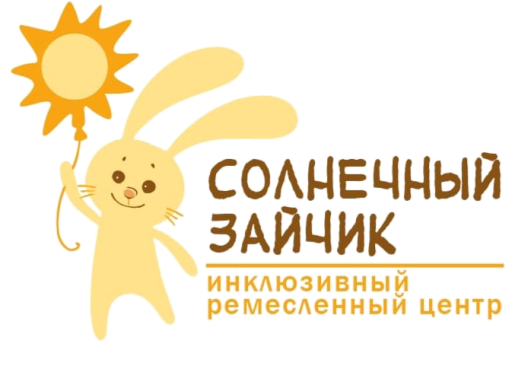 СОЛНЕЧНЫЙ
ЗАЙЧИК
ИНКЛЮЗИВНЫЙ
РЕМЕСЛЕННЫЙ ЦЕНТР